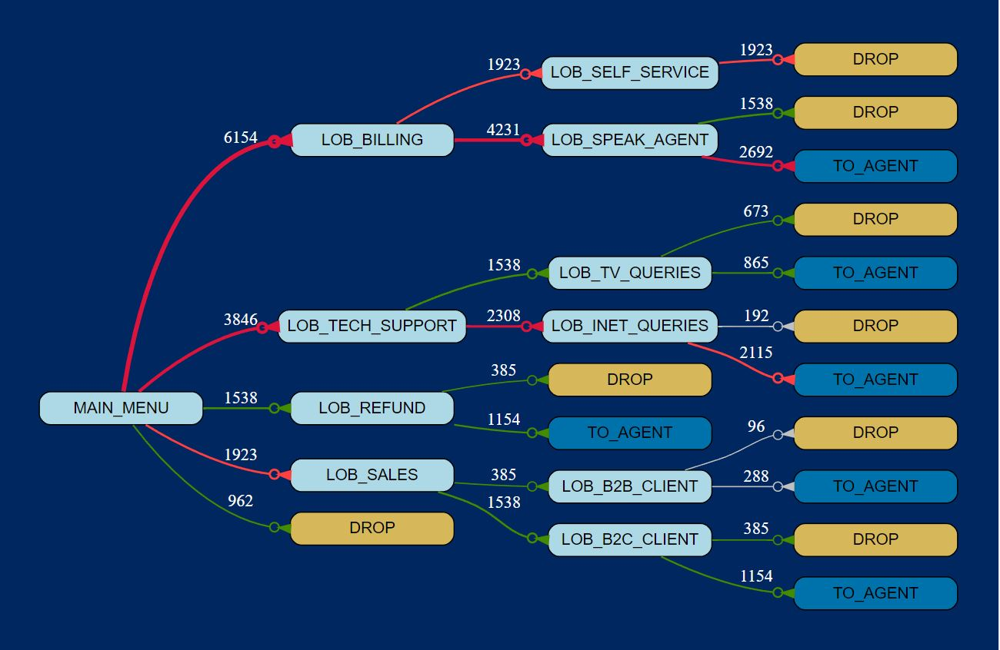 1923
DROP
1923
LOB_SELF_SERVICE
1538
DROP
6154
LOB_BILLING
4231
LOB_SPEAK_AGENT
2692
TO_AGENT
673
DROP
1538
LOB_TV_QUERIES
865
TO_AGENT
3846
LOB_TECH_SUPPORT
2308
LOB_INET_QUERIES
192
DROP
2115
TO_AGENT
385
DROP
MAIN_MENU
1538
LOB_REFUND
1154
TO_AGENT
96
DROP
1923
LOB_SALES
385
LOB_B2B_CLIENT
288
TO_AGENT
1538
LOB_B2C_CLIENT
385
DROP
962
DROP
1154
TO_AGENT